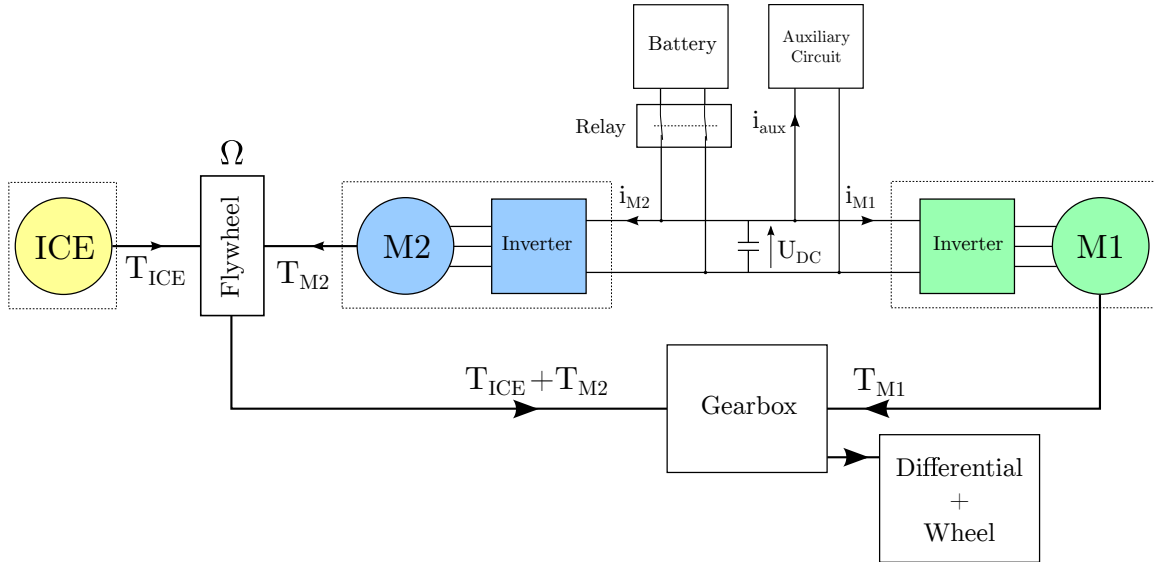 Battery
Auxiliary
Circuit
Relay
i_aux
Ω
i_M2
i_M1
ICE
Flywheel
M2
Inverter
U_DC
Inverter
M1
T_ICE
T_M2
T_ICE+T_M2
T_M1
Gearbox
Differential
+
Wheel